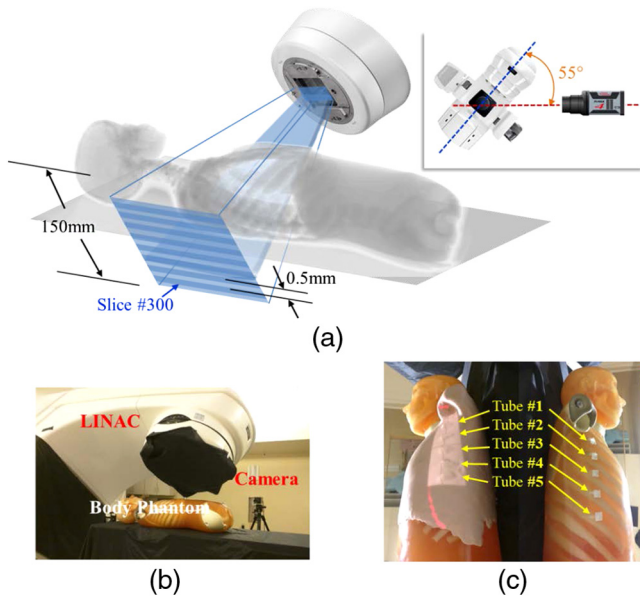 55°
150mm
0.5mm
Slice #300
(a)
LINAC
Camera
Body Phantom
(b)
Tube #1
Tube #2
Tube #3
Tube #4
Tube #5
(c)